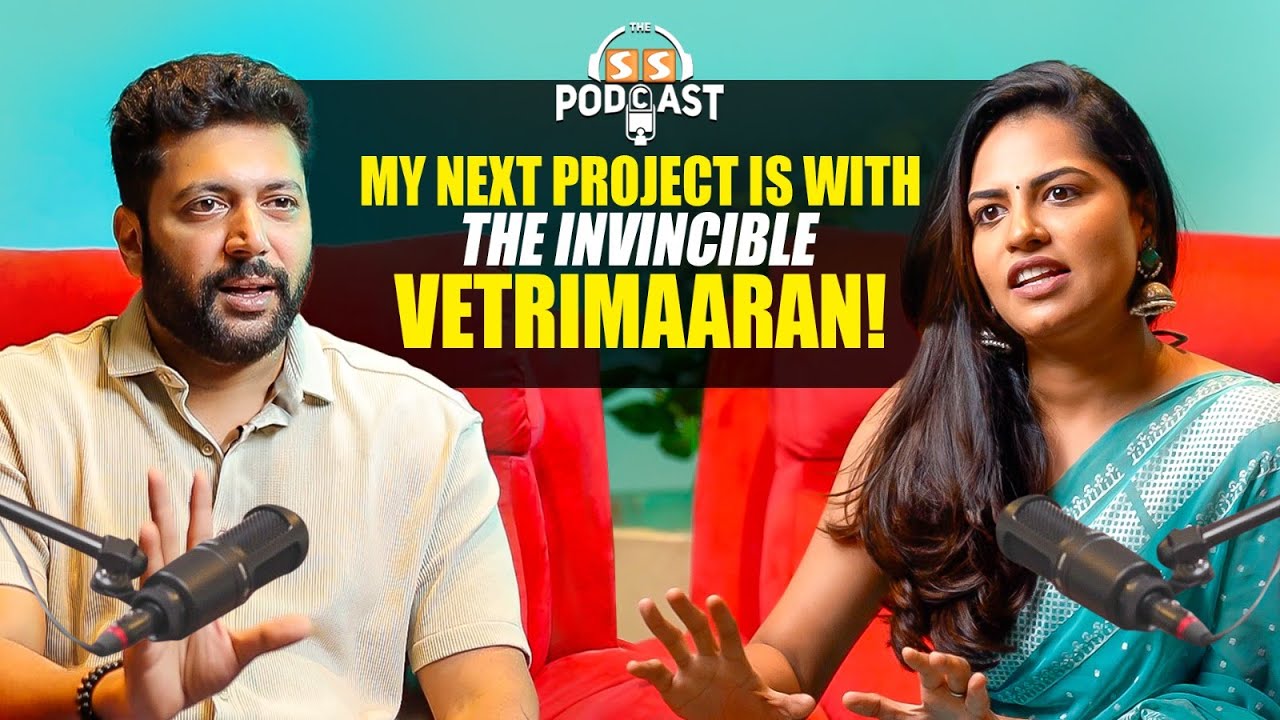 THE
SS
PODCAST
MY NEXT PROJECT IS WITH
THE INVINCIBLE
VETRIMAARAN!